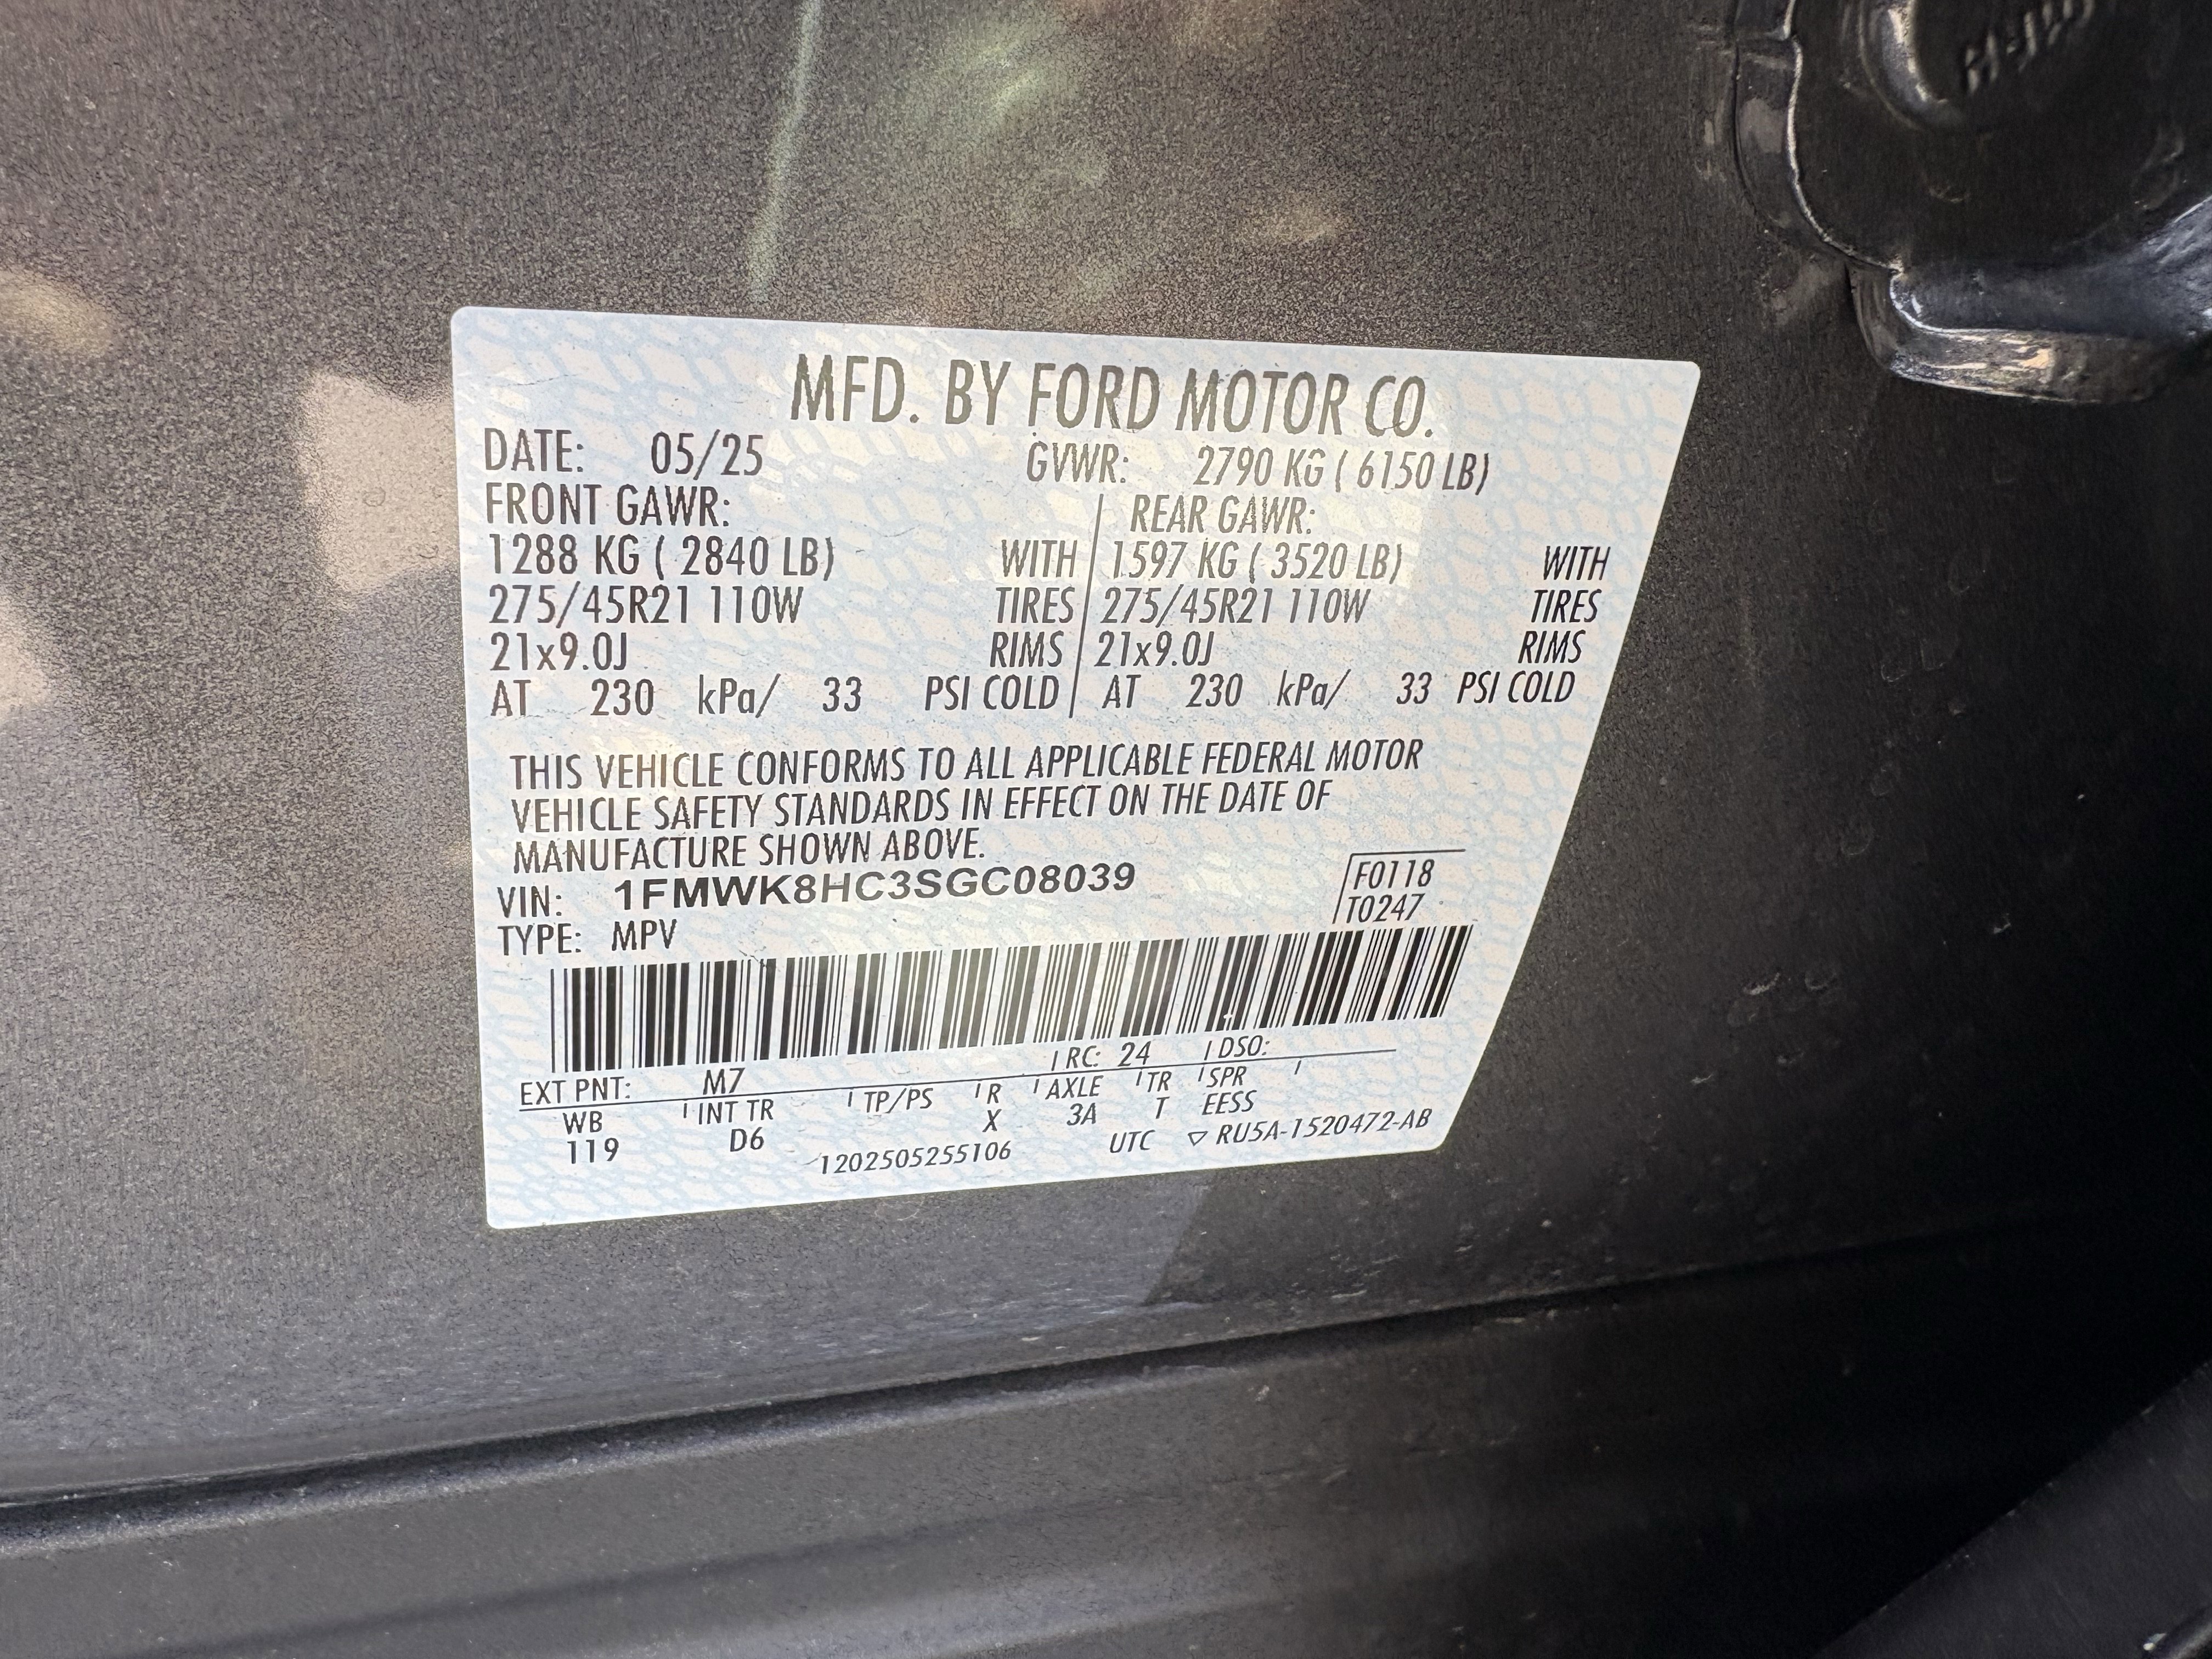 MFD. BY FORD MOTOR CO.
DATE: 05/25 GVWR: 2790 KG ( 6150 LB)
FRONT GAWR: REAR GAWR:
1288 KG ( 2840 LB) WITH 1597 KG ( 3520 LB) WITH
275/45R21 110W TIRES 275/45R21 110W TIRES
21x9.0J RIMS 21x9.0J RIMS
AT 230 kPa/ 33 PSI COLD AT 230 kPa/ 33 PSI COLD
THIS VEHICLE CONFORMS TO ALL APPLICABLE FEDERAL MOTOR
VEHICLE SAFETY STANDARDS IN EFFECT ON THE DATE OF
MANUFACTURE SHOWN ABOVE.
VIN: 1FMWK8HC3SGC08039 F0118
TYPE: MPV T0247
EXT PNT: M7 RC: 24 DSO:
WB INT TR TP/PS R AXLE TR SPR
119 D6 X 3A T EESS
1202505255106 UTC ▽ RU5A-1520472-AB